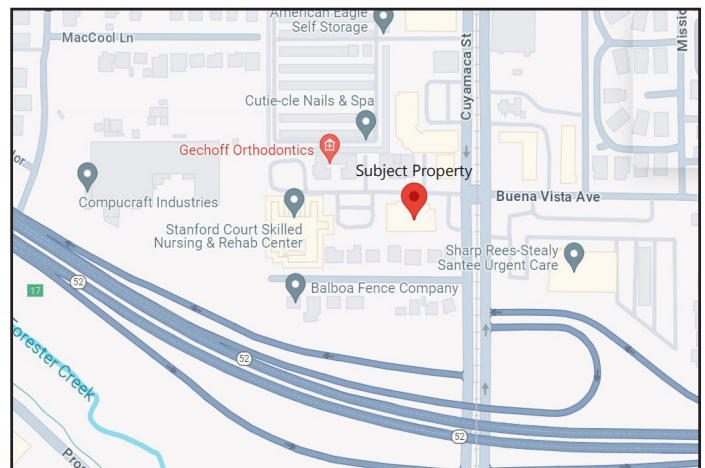 American Eagle
Self Storage
MacCool Ln
Cuyamaca St
Missio
Cutie-cle Nails & Spa
Gechoff Orthodontics
Subject Property
Compucraft Industries
Buena Vista Ave
Stanford Court Skilled
Nursing & Rehab Center
Sharp Rees-Stealy
Santee Urgent Care
52
17
Balboa Fence Company
Forester Creek
52
52
Pros